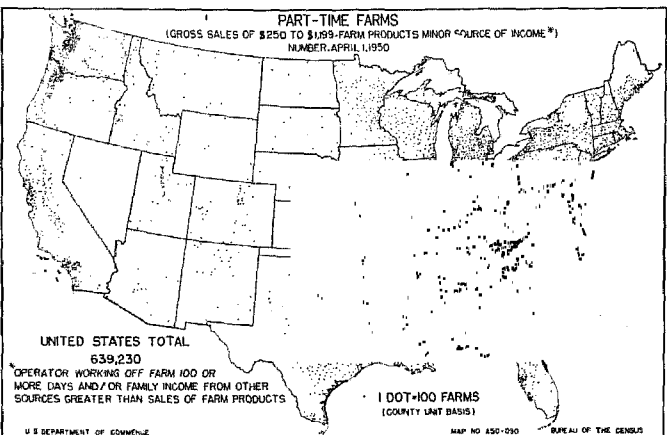 PART-TIME FARMS
(GROSS SALES OF $250 TO $1,199-FARM PRODUCTS MINOR SOURCE OF INCOME*)
NUMBER, APRIL 1, 1950
UNITED STATES TOTAL
639,230
*OPERATOR WORKING OFF FARM 100 OR
MORE DAYS AND/OR FAMILY INCOME FROM OTHER
SOURCES GREATER THAN SALES OF FARM PRODUCTS
1 DOT=100 FARMS
(COUNTY UNIT BASIS)
U S DEPARTMENT OF COMMERCE
MAP NO A50-090
BUREAU OF THE CENSUS